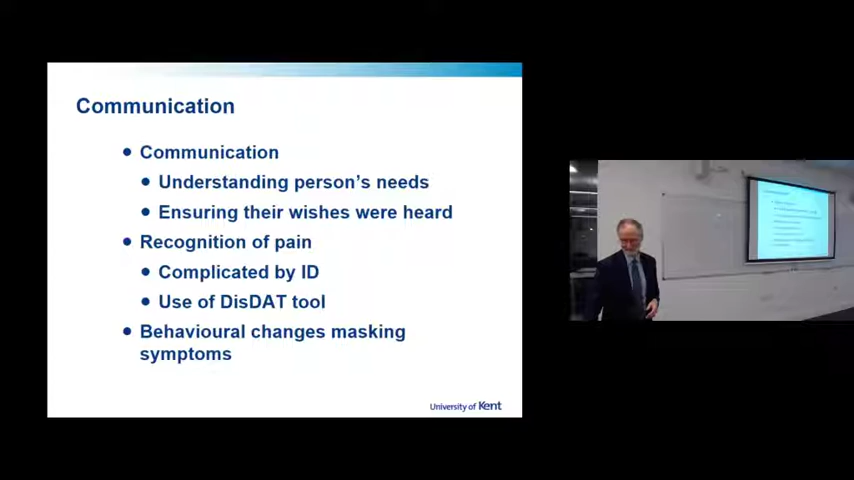 Communication
Communication
Understanding person's needs
Ensuring their wishes were heard
Recognition of pain
Complicated by ID
Use of DisDAT tool
Behavioural changes masking
symptoms
University of Kent